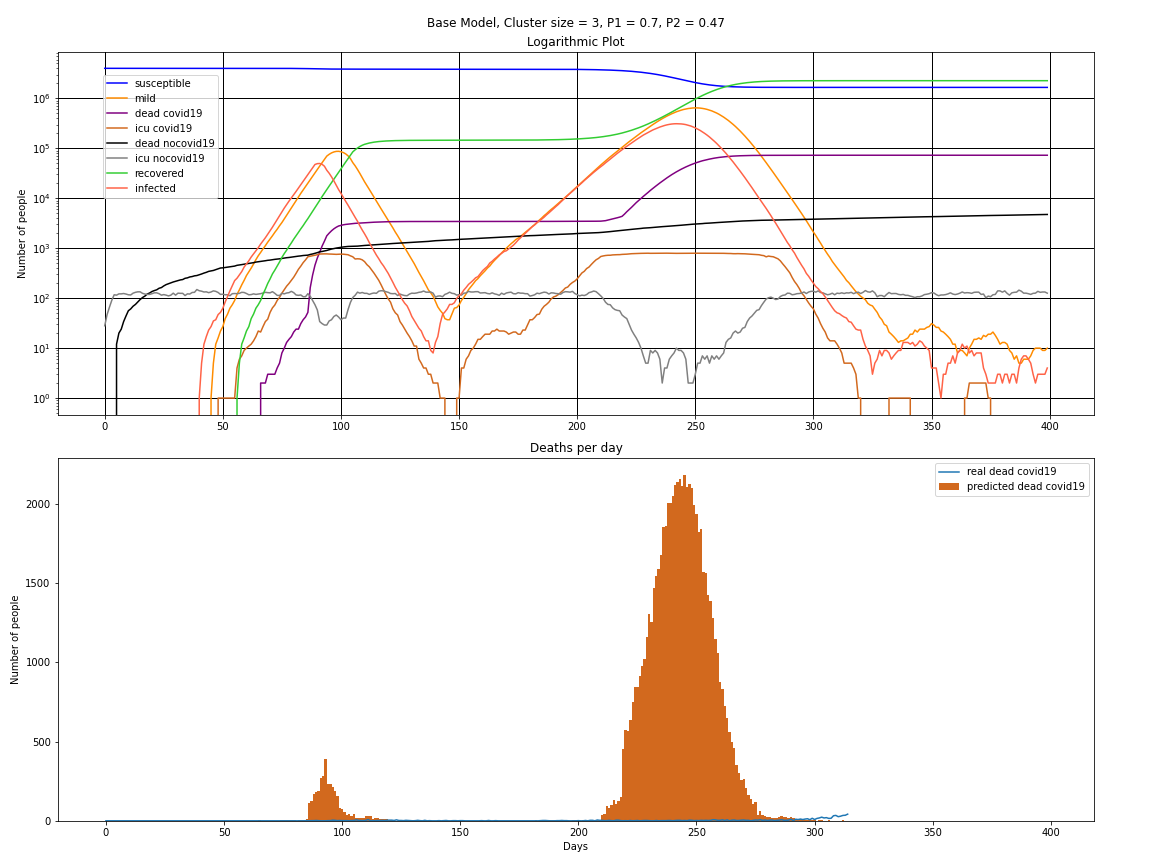 Base Model, Cluster size = 3, P1 = 0.7, P2 = 0.47
Logarithmic Plot
susceptible
mild
dead covid19
icu covid19
dead nocovid19
icu nocovid19
recovered
infected
Number of people
10⁶
10⁵
10⁴
10³
10²
10¹
10⁰
0 50 100 150 200 250 300 350 400
Deaths per day
real dead covid19
predicted dead covid19
Number of people
2000
1500
1000
500
0
0 50 100 150 200 250 300 350 400
Days